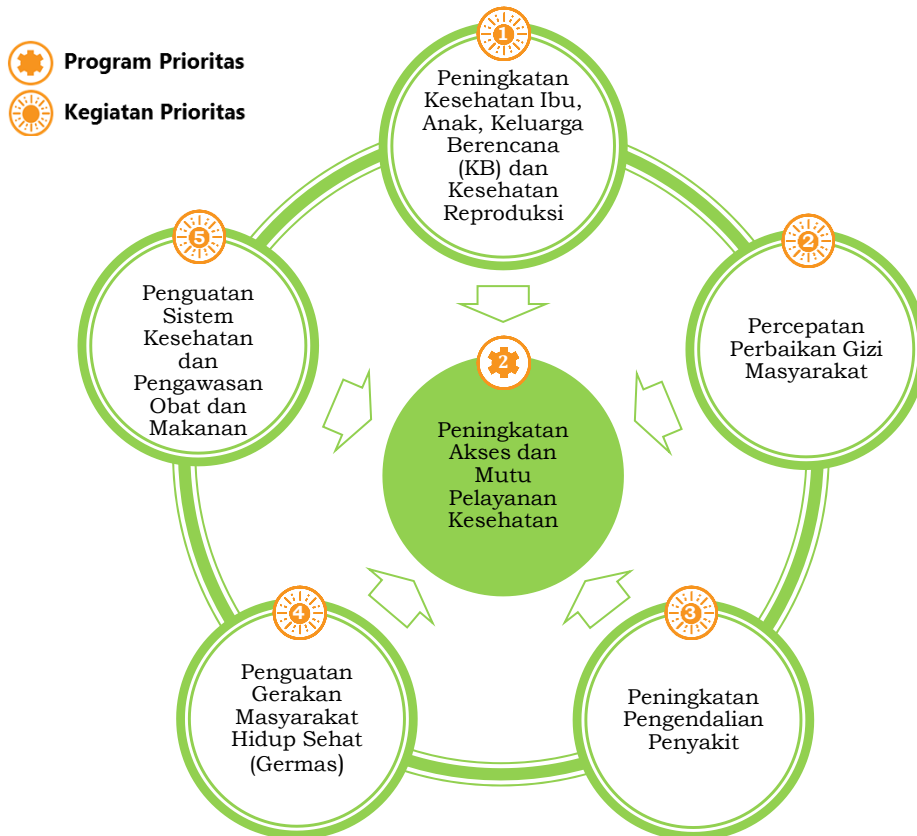 Program Prioritas
Kegiatan Prioritas
1
Peningkatan
Kesehatan Ibu,
Anak, Keluarga
Berencana
(KB) dan
Kesehatan
Reproduksi
2
Percepatan
Perbaikan Gizi
Masyarakat
3
Peningkatan
Pengendalian
Penyakit
4
Penguatan
Gerakan
Masyarakat
Hidup Sehat
(Germas)
5
Penguatan
Sistem
Kesehatan
dan
Pengawasan
Obat dan
Makanan
2
Peningkatan
Akses dan
Mutu
Pelayanan
Kesehatan